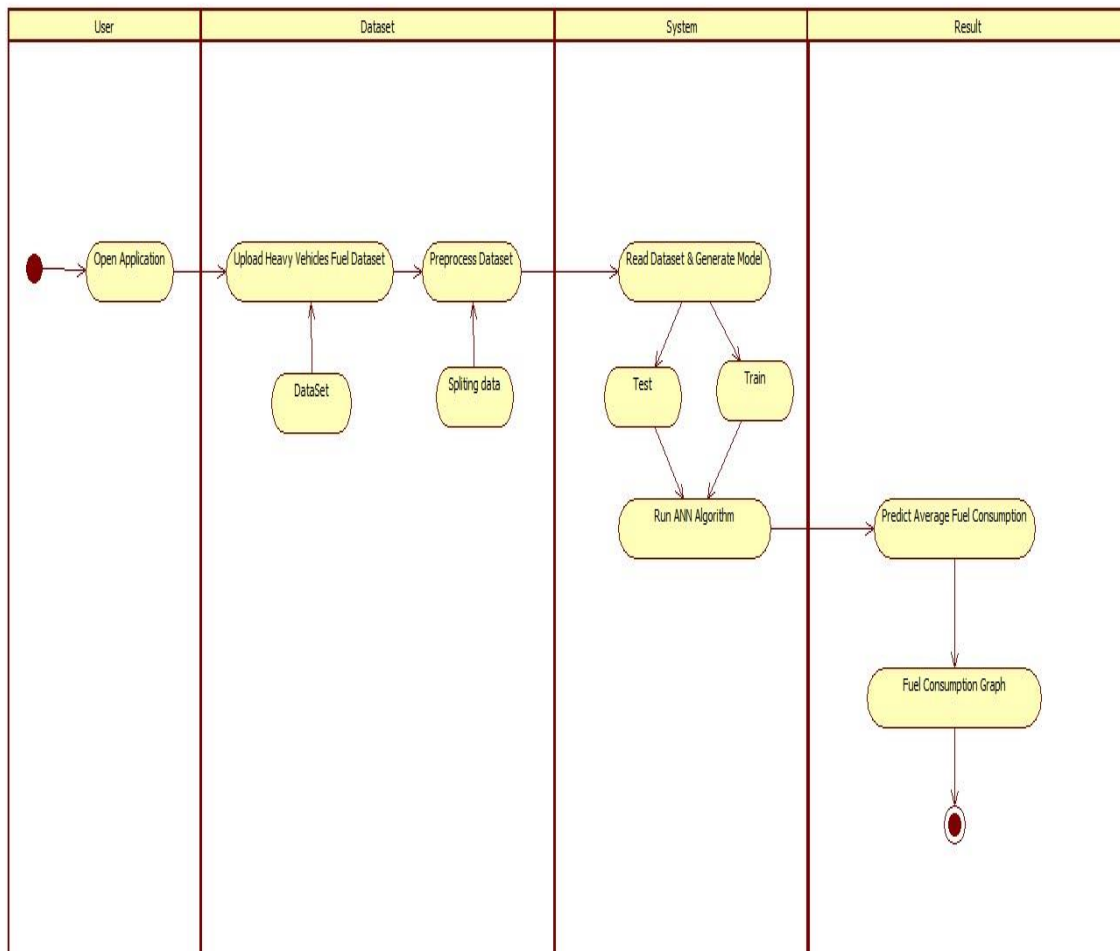 User
Dataset
System
Result
Open Application
Upload Heavy Vehicles Fuel Dataset
Preprocess Dataset
Read Dataset & Generate Model
DataSet
Spliting data
Test
Train
Run ANN Algorithm
Predict Average Fuel Consumption
Fuel Consumption Graph